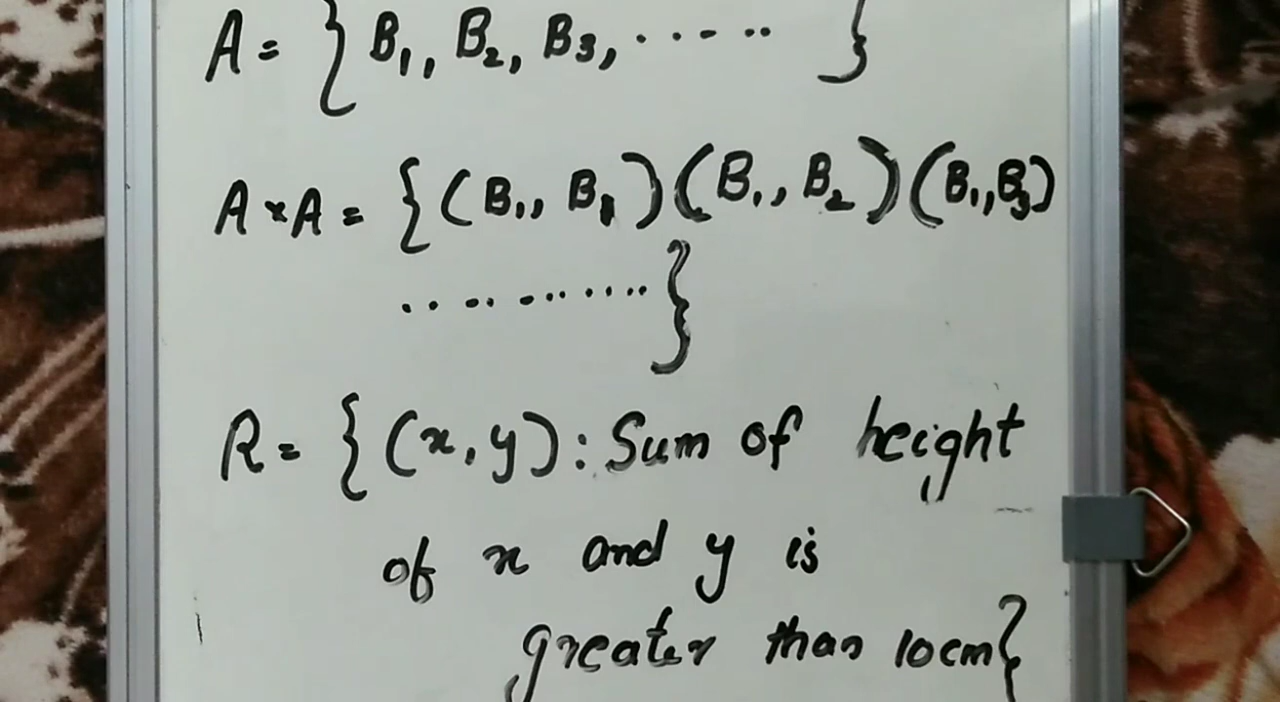 A = { B1, B2, B3, ...... }
A × A = { (B1, B1) (B1, B2) (B1, B3)
........... }
R = { (x, y) : Sum of height
of x and y is
greater than 10cm}